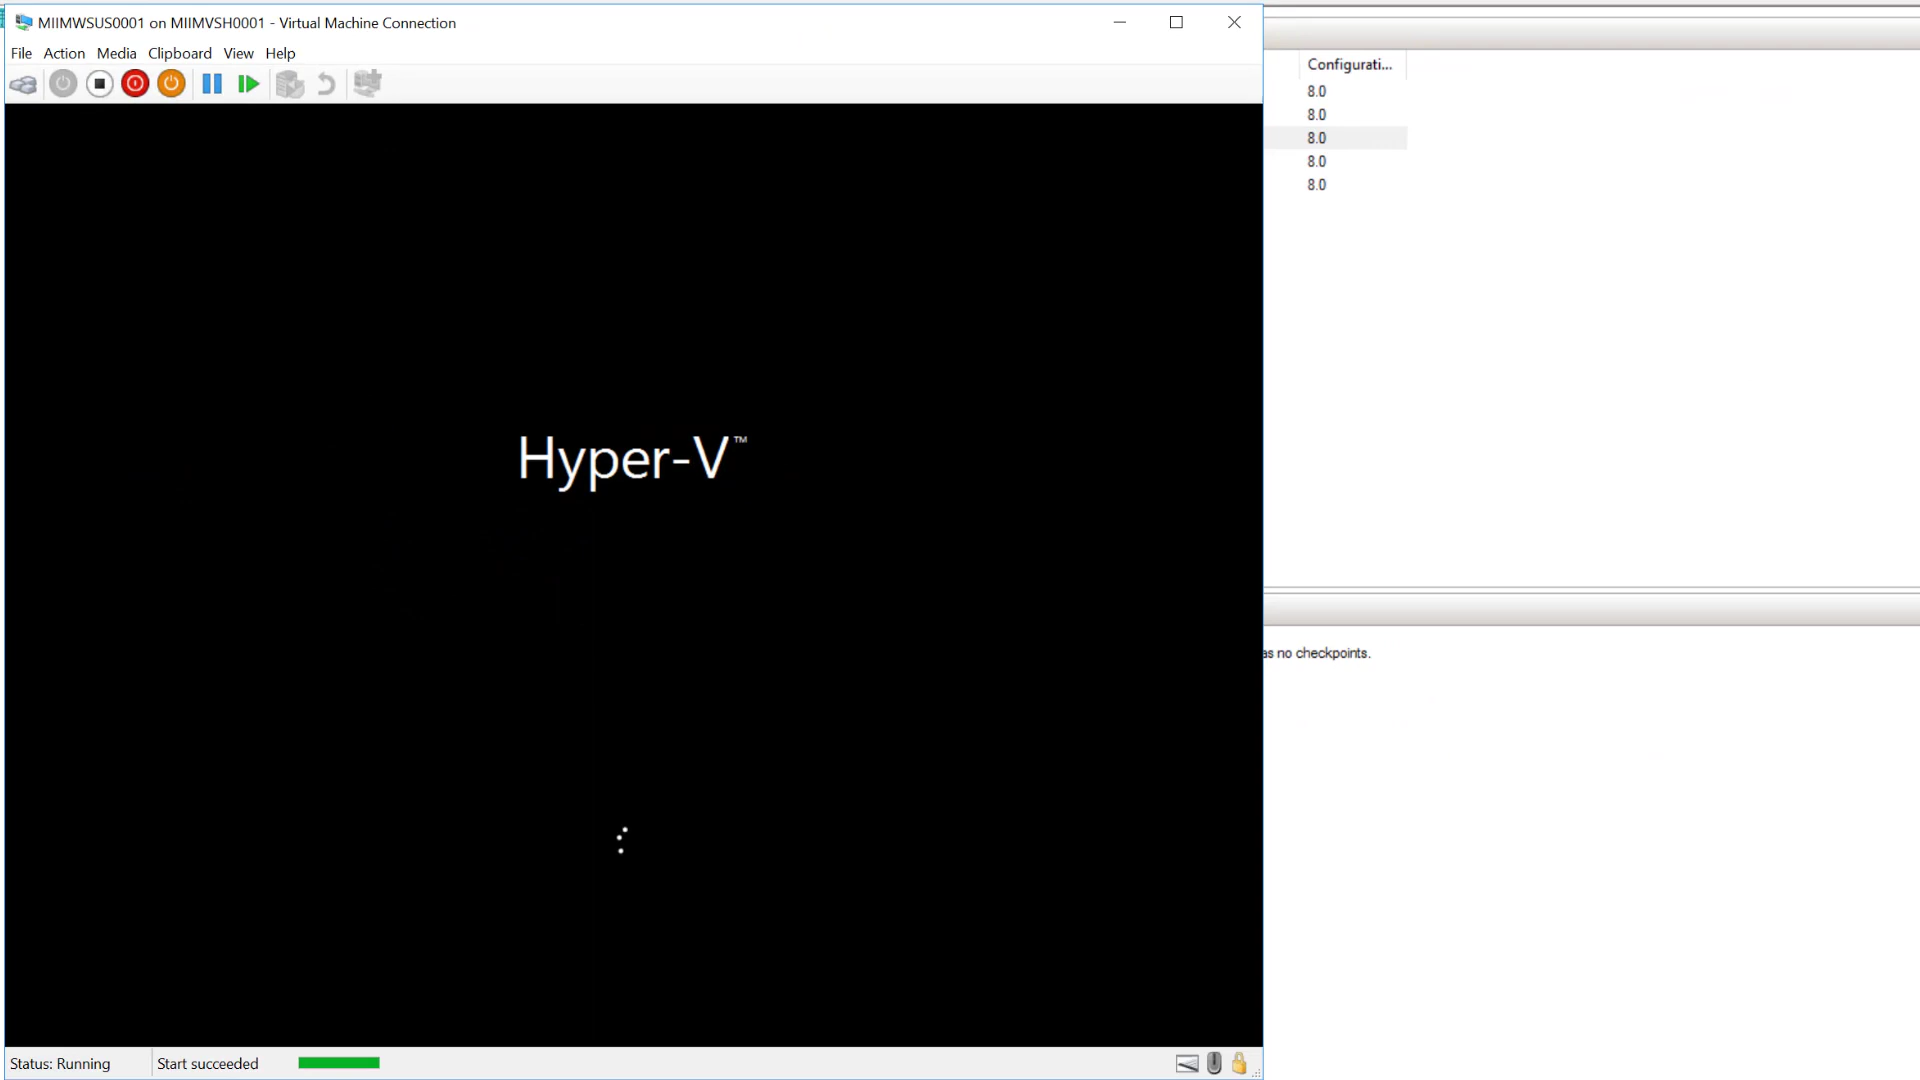 MIIMWSUS0001 on MIIMVSH0001 - Virtual Machine Connection
File Action Media Clipboard View Help
Configurati...
8.0
8.0
8.0
8.0
8.0
Hyper-V™
as no checkpoints.
Status: Running Start succeeded